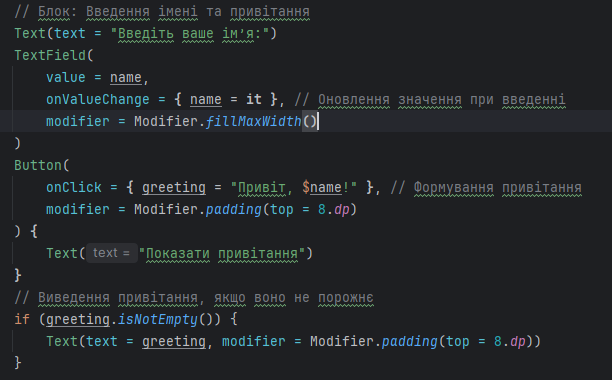 // Блок: Введення імені та привітання
Text(text = "Введіть ваше ім'я:")
TextField(
value = name,
onValueChange = { name = it }, // Оновлення значення при введенні
modifier = Modifier.fillMaxWidth()
)
Button(
onClick = { greeting = "Привіт, $name!" }, // Формування привітання
modifier = Modifier.padding(top = 8.dp)
) {
Text( text = "Показати привітання")
}
// Виведення привітання, якщо воно не порожнє
if (greeting.isNotEmpty()) {
Text(text = greeting, modifier = Modifier.padding(top = 8.dp))
}